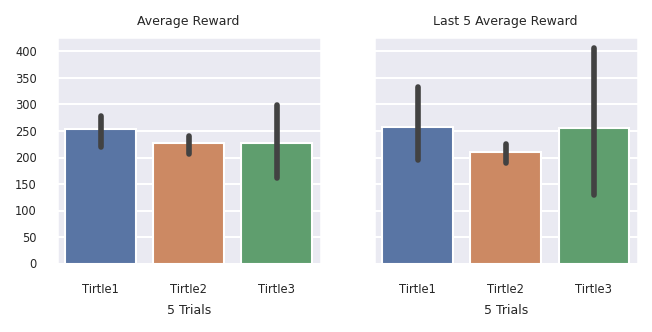 Average Reward
Last 5 Average Reward
400
350
300
250
200
150
100
50
0
Tirtle1 Tirtle2 Tirtle3
Tirtle1 Tirtle2 Tirtle3
5 Trials
5 Trials